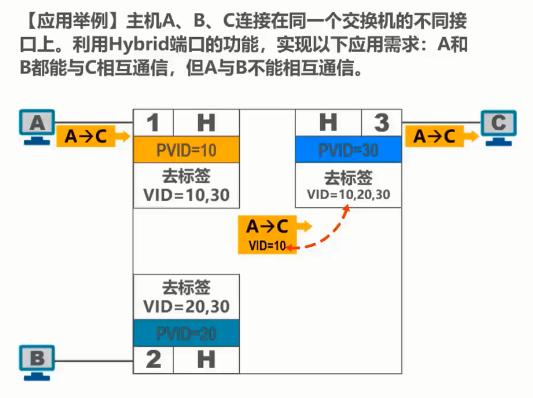 【应用举例】主机A、B、C连接在同一个交换机的不同接
口上。利用Hybrid端口的功能，实现以下应用需求：A和
B都能与C相互通信，但A与B不能相互通信。
A
A→C
1 H
PVID=10
去标签
VID=10,30
H 3
PVID=30
去标签
VID=10,20,30
A→C
C
A→C
VID=10
去标签
VID=20,30
PVID=20
2 H
B